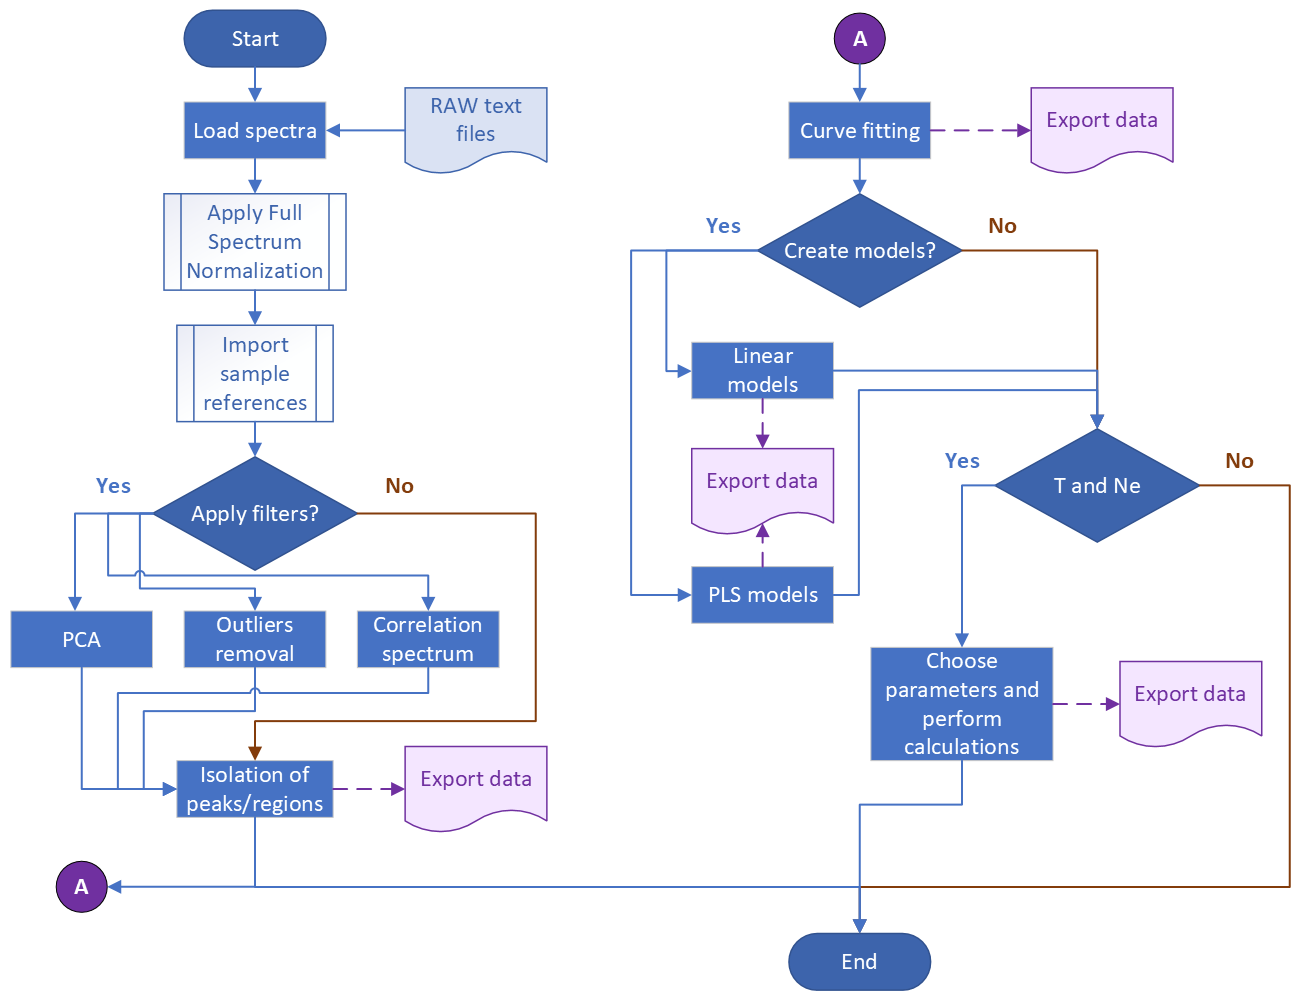 Start
Load spectra
RAW text
files
Apply Full
Spectrum
Normalization
Import
sample
references
Yes
No
Apply filters?
PCA
Outliers
removal
Correlation
spectrum
Isolation of
peaks/regions
Export data
A
A
Curve fitting
Export data
Yes
No
Create models?
Linear
models
Export data
PLS models
Yes
No
T and Ne
Choose
parameters and
perform
calculations
Export data
End